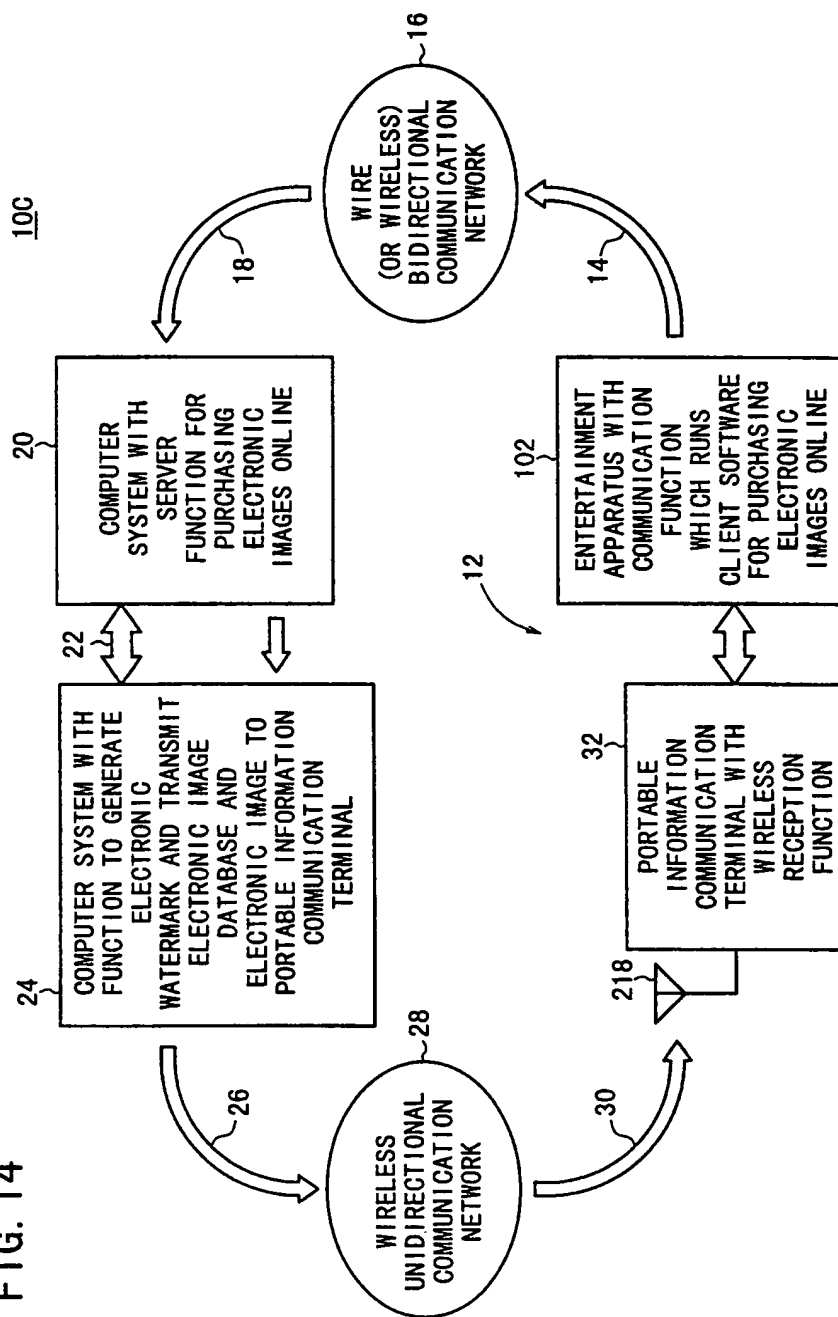 FIG. 14
10C
24
COMPUTER SYSTEM WITH
FUNCTION TO GENERATE
ELECTRONIC
WATERMARK AND TRANSMIT
ELECTRONIC IMAGE
DATABASE AND
ELECTRONIC IMAGE TO
PORTABLE INFORMATION
COMMUNICATION
TERMINAL
22
20
COMPUTER
SYSTEM WITH
SERVER
FUNCTION FOR
PURCHASING
ELECTRONIC
IMAGES ONLINE
18
26
28
WIRELESS
UNIDIRECTIONAL
COMMUNICATION
NETWORK
16
WIRE
(OR WIRELESS)
BIDIRECTIONAL
COMMUNICATION
NETWORK
12
30
218
32
PORTABLE
INFORMATION
COMMUNICATION
TERMINAL WITH
WIRELESS
RECEPTION
FUNCTION
102
ENTERTAINMENT
APPARATUS WITH
COMMUNICATION
FUNCTION
WHICH RUNS
CLIENT SOFTWARE
FOR PURCHASING
ELECTRONIC
IMAGES ONLINE
14